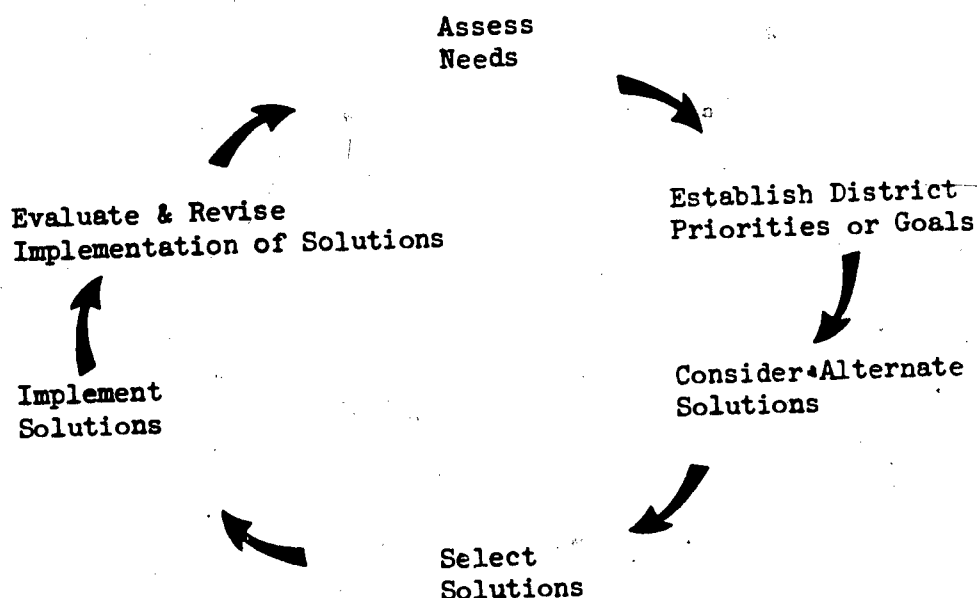 Assess
Needs
Establish District
Priorities or Goals
Consider Alternate
Solutions
Select
Solutions
Implement
Solutions
Evaluate & Revise
Implementation of Solutions